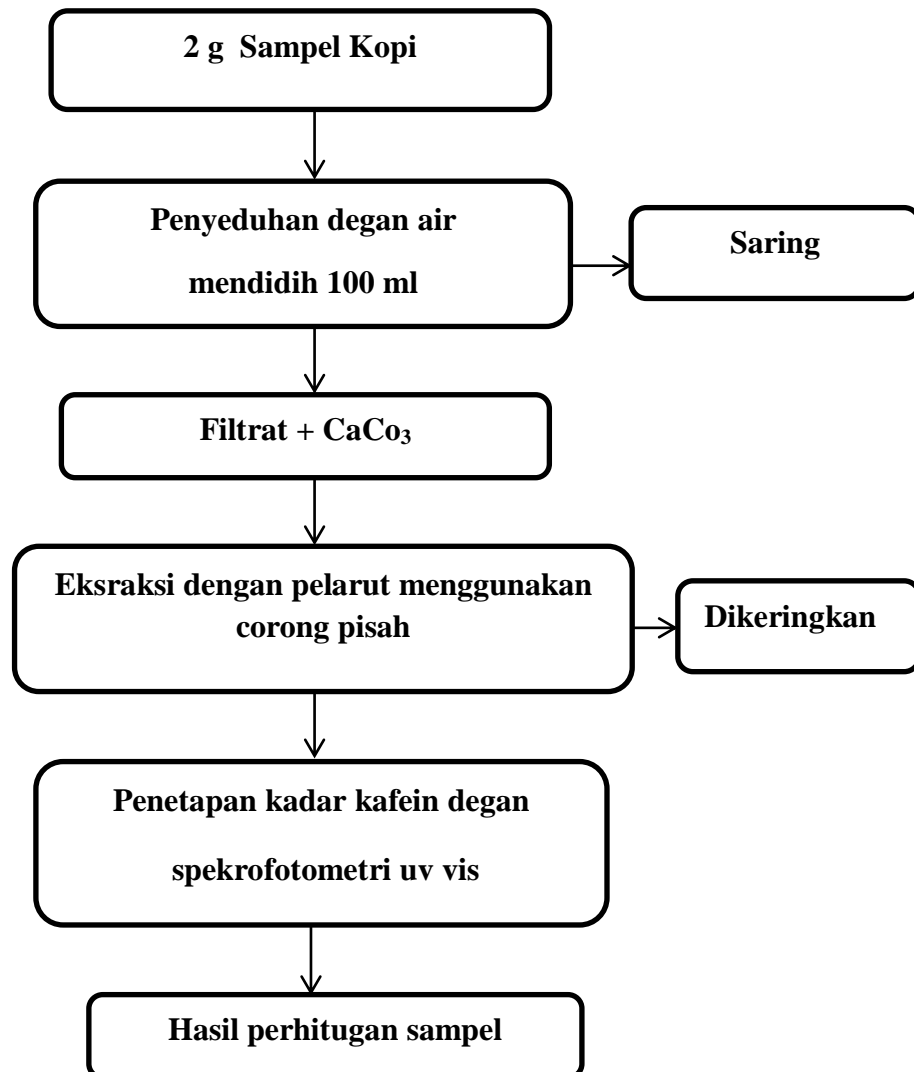 2 g  Sampel Kopi
Penyeduhan degan air
mendidih 100 ml
Saring
Filtrat + CaCo₃
Eksraksi dengan pelarut menggunakan
corong pisah
Dikeringkan
Penetapan kadar kafein degan
spekrofotometri uv vis
Hasil perhitugan sampel